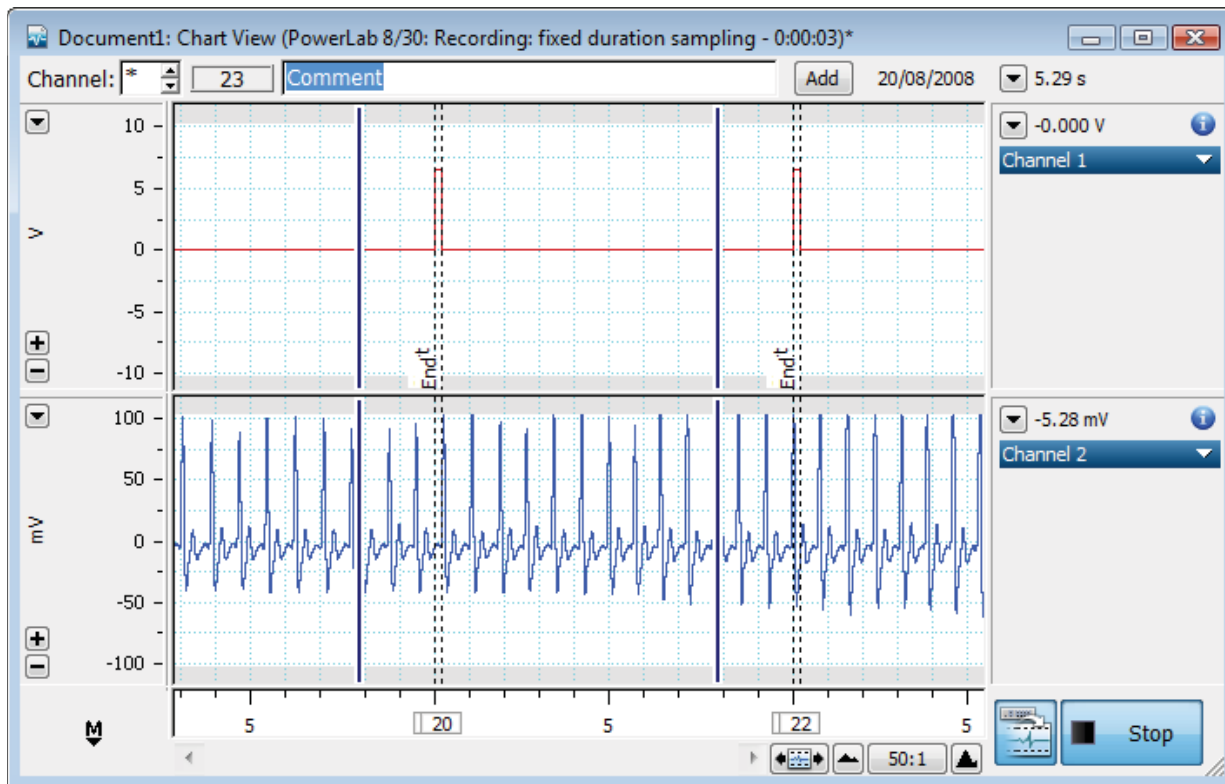 Document1: Chart View (PowerLab 8/30: Recording: fixed duration sampling - 0:00:03)*
Channel: * 23 Comment Add 20/08/2008 5.29 s
10
5
0
-5
-10
V
End
End
-0.000 V
Channel 1
100
50
0
-50
-100
mV
-5.28 mV
Channel 2
5 20 5 22 5
M
50:1
Stop